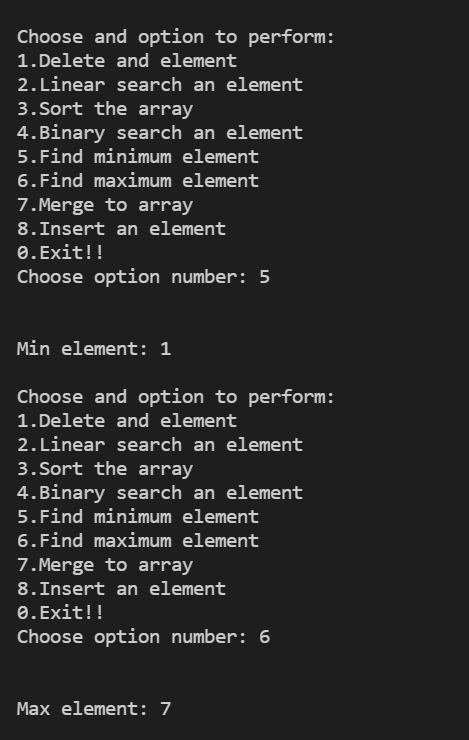 Choose and option to perform:
1.Delete and element
2.Linear search an element
3.Sort the array
4.Binary search an element
5.Find minimum element
6.Find maximum element
7.Merge to array
8.Insert an element
0.Exit!!
Choose option number: 5
Min element: 1
Choose and option to perform:
1.Delete and element
2.Linear search an element
3.Sort the array
4.Binary search an element
5.Find minimum element
6.Find maximum element
7.Merge to array
8.Insert an element
0.Exit!!
Choose option number: 6
Max element: 7